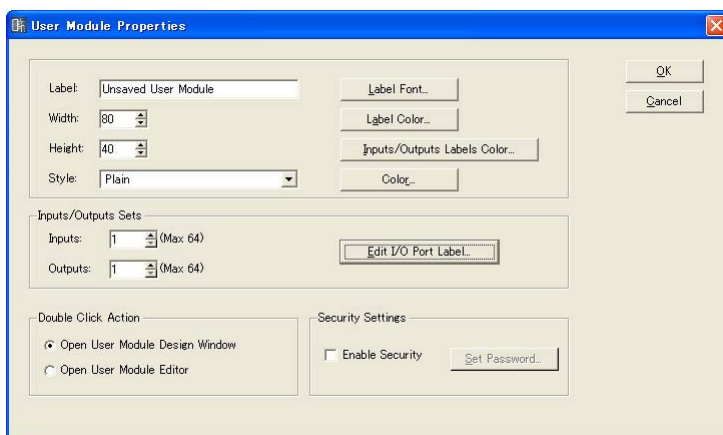 User Module Properties
Label: Unsaved User Module Label Font... OK
Width: 80 Label Color... Cancel
Height: 40 Inputs/Outputs Labels Color...
Style: Plain Color...
Inputs/Outputs Sets
Inputs: 1 (Max 64)
Edit I/O Port Label...
Outputs: 1 (Max 64)
Double Click Action
Open User Module Design Window
Open User Module Editor
Security Settings
Enable Security Set Password...